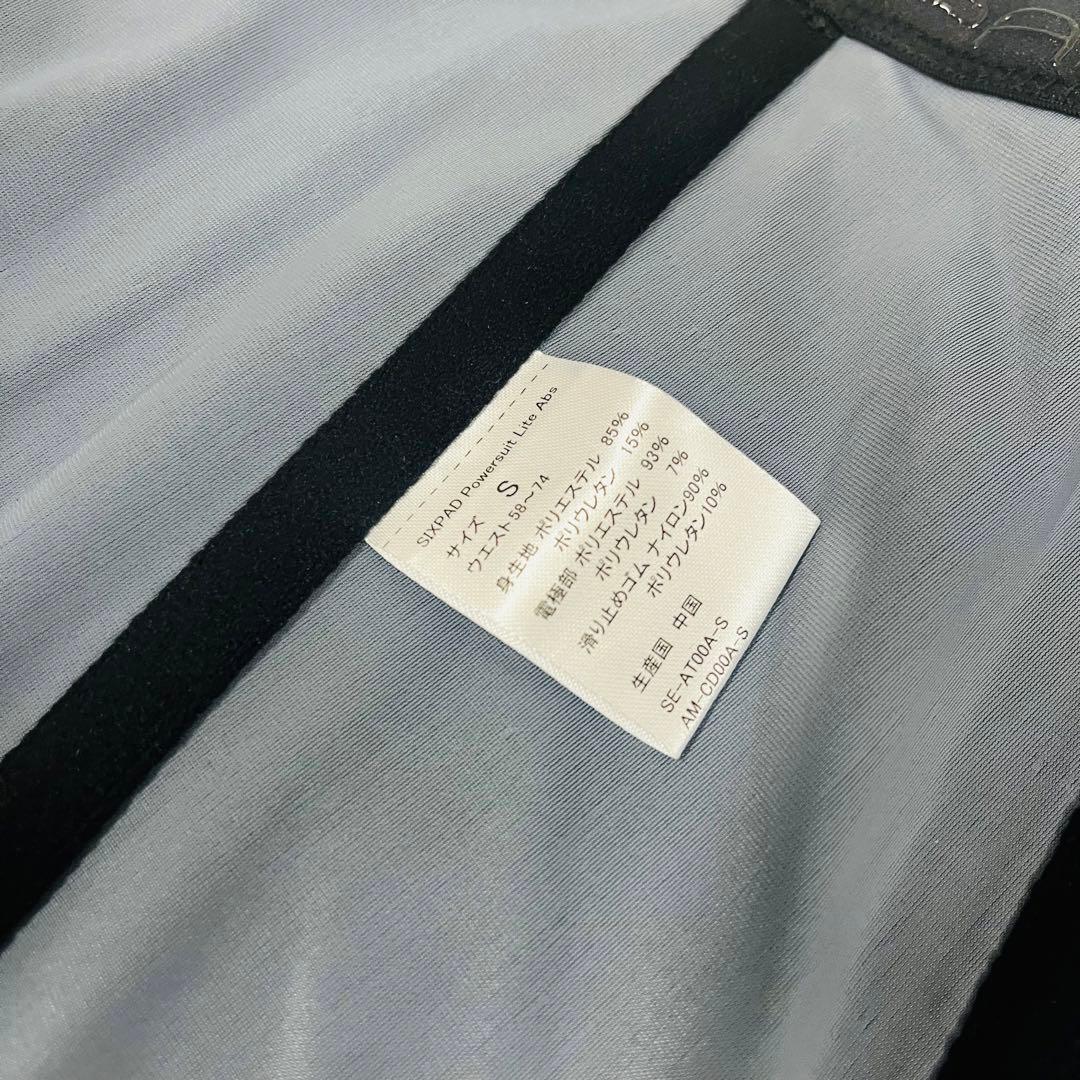 SIXPAD Powersuit Lite Abs
サイズ S
ウエスト58～74
身生地 ポリエステル 85%
ポリウレタン 15%
電極部 ポリエステル 93%
ポリウレタン 7%
滑り止めゴム ナイロン90%
ポリウレタン10%
生産国 中国
SE-AT00A-S
AM-CD00A-S